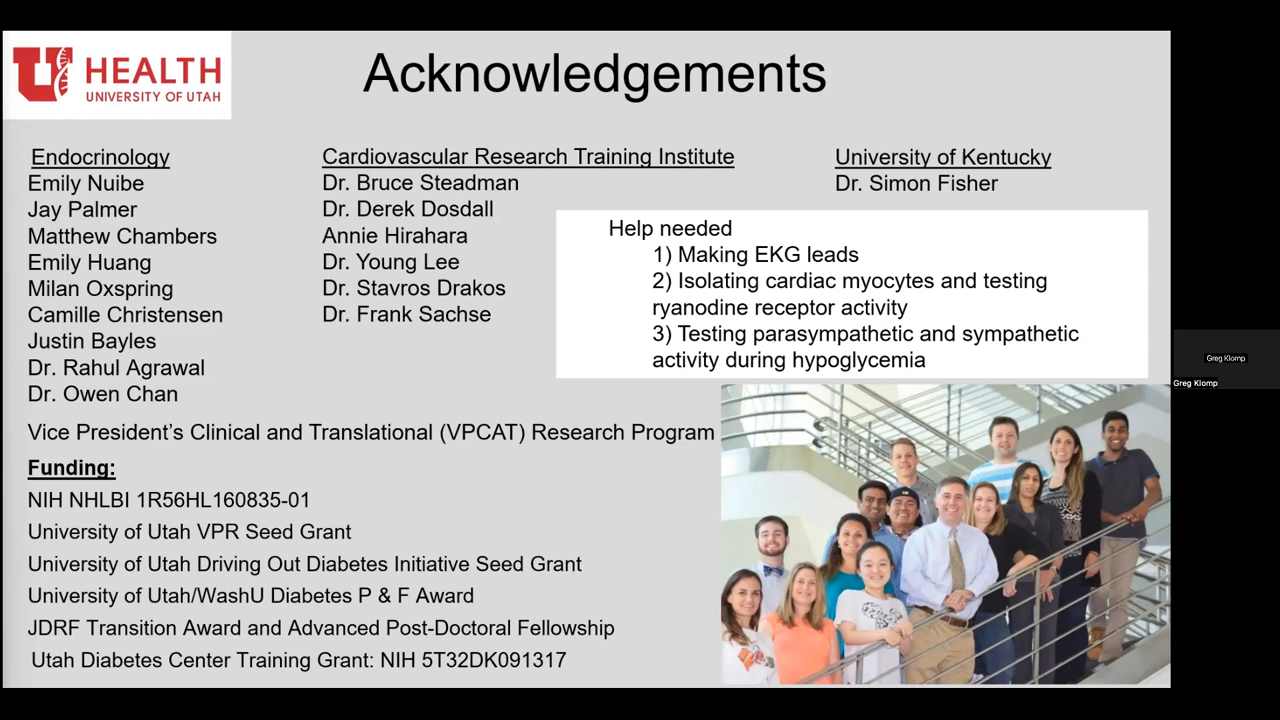 HEALTH
UNIVERSITY OF UTAH
Acknowledgements
Endocrinology
Emily Nuibe
Jay Palmer
Matthew Chambers
Emily Huang
Milan Oxspring
Camille Christensen
Justin Bayles
Dr. Rahul Agrawal
Dr. Owen Chan
Cardiovascular Research Training Institute
Dr. Bruce Steadman
Dr. Derek Dosdall
Annie Hirahara
Dr. Young Lee
Dr. Stavros Drakos
Dr. Frank Sachse
University of Kentucky
Dr. Simon Fisher
Help needed
1) Making EKG leads
2) Isolating cardiac myocytes and testing
ryanodine receptor activity
3) Testing parasympathetic and sympathetic
activity during hypoglycemia
Vice President's Clinical and Translational (VPCAT) Research Program
Funding:
NIH NHLBI 1R56HL160835-01
University of Utah VPR Seed Grant
University of Utah Driving Out Diabetes Initiative Seed Grant
University of Utah/WashU Diabetes P & F Award
JDRF Transition Award and Advanced Post-Doctoral Fellowship
Utah Diabetes Center Training Grant: NIH 5T32DK091317
Greg Klomp
Greg Klomp